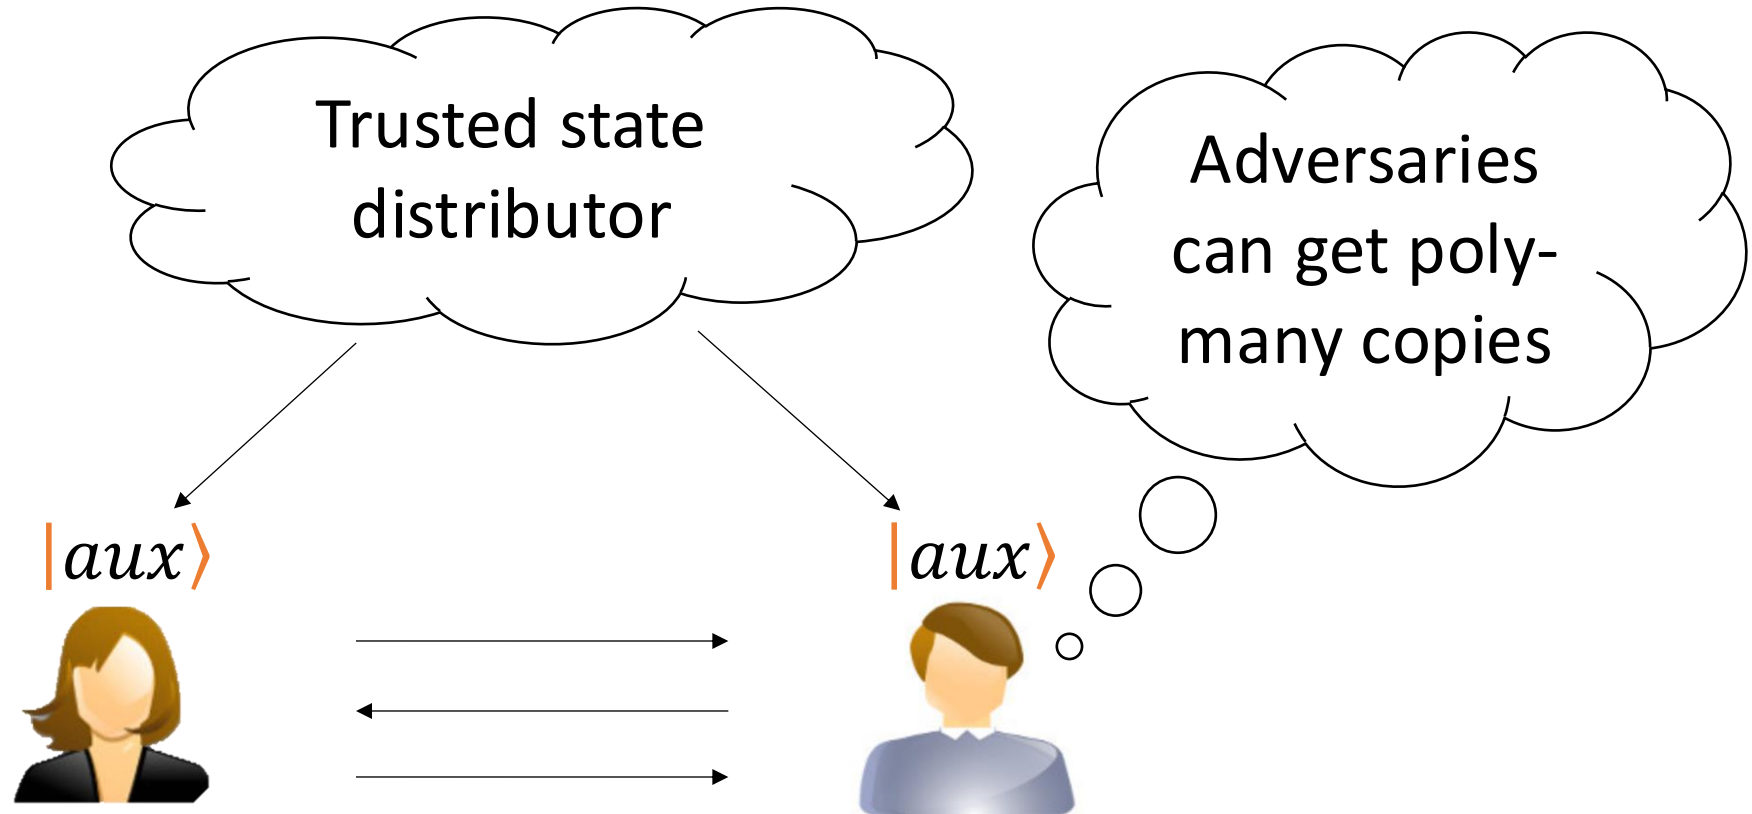 Trusted state
distributor
Adversaries
can get poly-
many copies
|aux⟩
|aux⟩